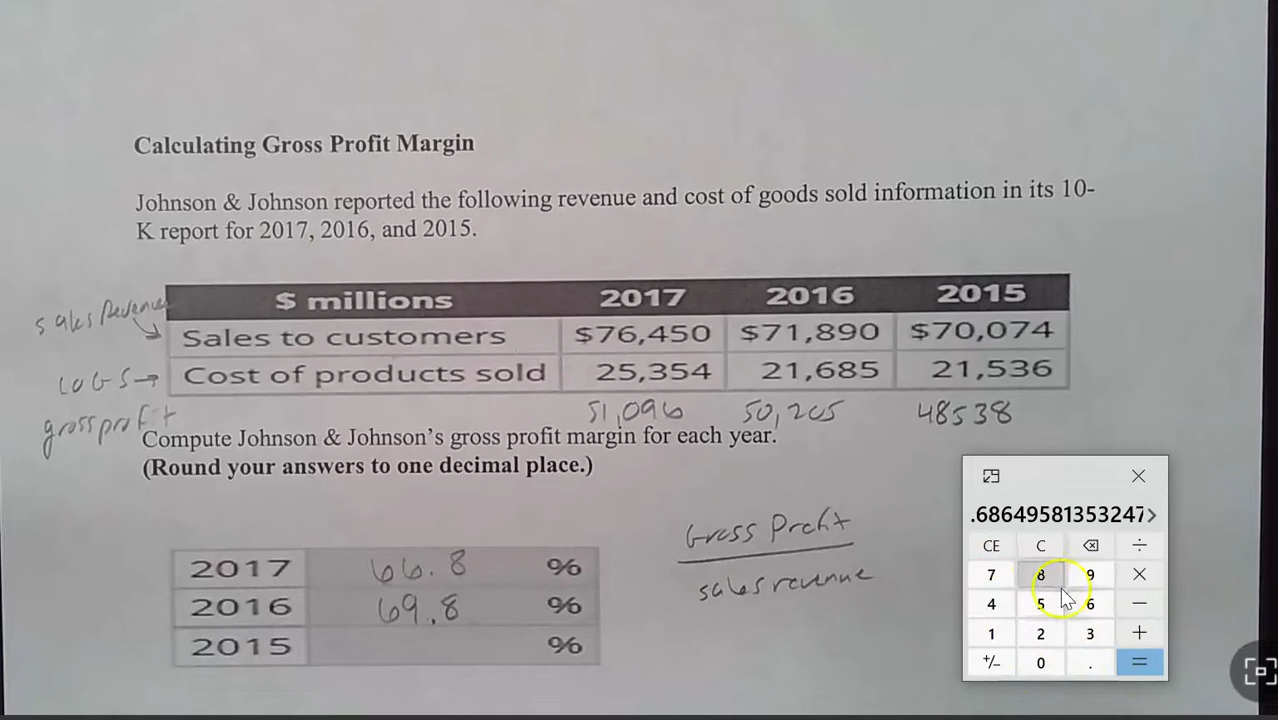 Calculating Gross Profit Margin
Johnson & Johnson reported the following revenue and cost of goods sold information in its 10-
K report for 2017, 2016, and 2015.
sales Revenue
$ millions 2017 2016 2015
Sales to customers $76,450 $71,890 $70,074
COGS → Cost of products sold 25,354 21,685 21,536
gross profit 51,096 50,205 48538
Compute Johnson & Johnson's gross profit margin for each year.
(Round your answers to one decimal place.)
Gross Profit
sales revenue
2017 66.8 %
2016 69.8 %
2015 %
.68649581353247
CE C ÷
7 8 9 ×
4 5 6 −
1 2 3 +
+/− 0 . =